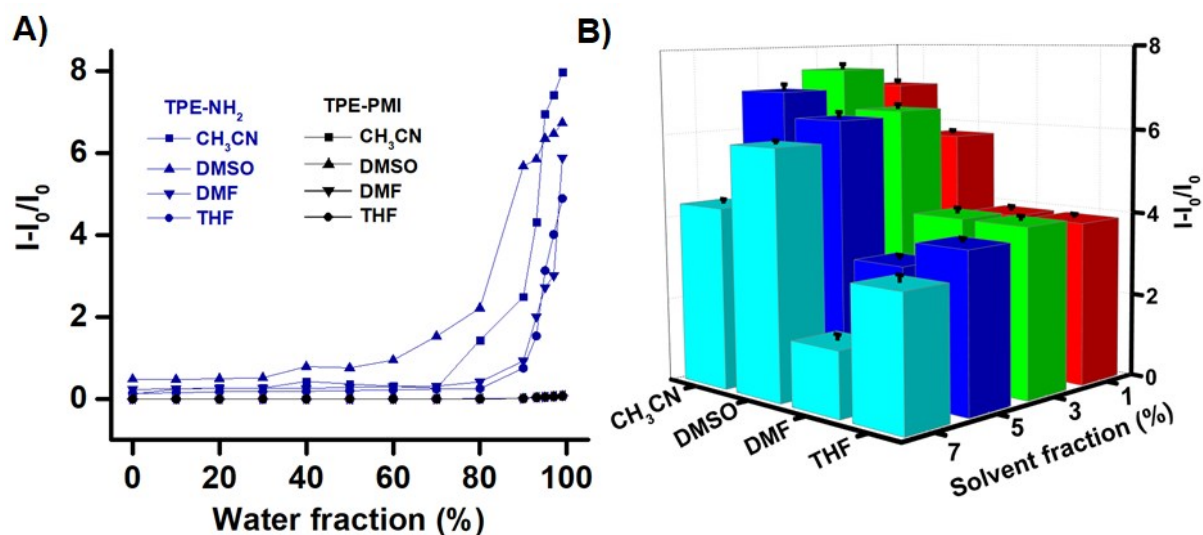 A)
8
6
4
2
0
I-I₀/I₀
TPE-NH₂
CH₃CN
DMSO
DMF
THF
TPE-PMI
CH₃CN
DMSO
DMF
THF
0 20 40 60 80 100
Water fraction (%)
B)
8
6
4
2
0
I-I₀/I₀
CH₃CN
DMSO
DMF
THF
7 5 3 1
Solvent fraction (%)